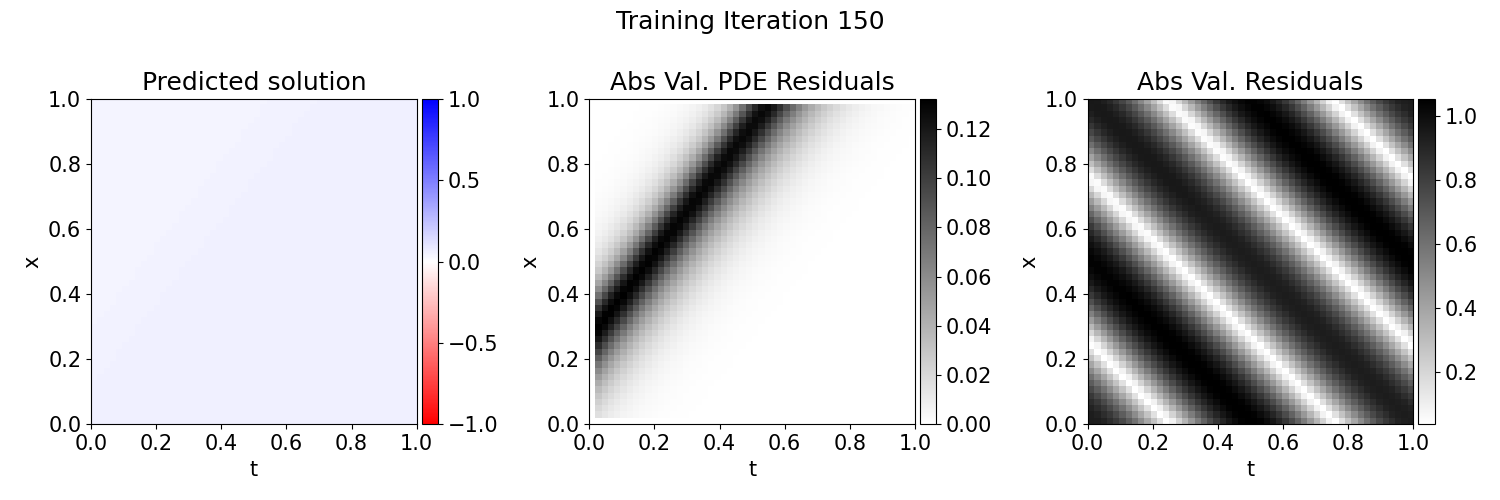 Training Iteration 150
Predicted solution
1.0
0.8
0.6
0.4
0.2
0.0
x
0.0 0.2 0.4 0.6 0.8 1.0
t
1.0
0.5
0.0
−0.5
−1.0
Abs Val. PDE Residuals
1.0
0.8
0.6
0.4
0.2
0.0
x
0.0 0.2 0.4 0.6 0.8 1.0
t
0.12
0.10
0.08
0.06
0.04
0.02
0.00
Abs Val. Residuals
1.0
0.8
0.6
0.4
0.2
0.0
x
0.0 0.2 0.4 0.6 0.8 1.0
t
1.0
0.8
0.6
0.4
0.2